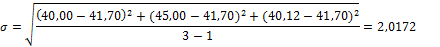 σ = √(((40,00−41,70)² + (45,00−41,70)² + (40,12−41,70)²) / (3−1)) = 2,0172